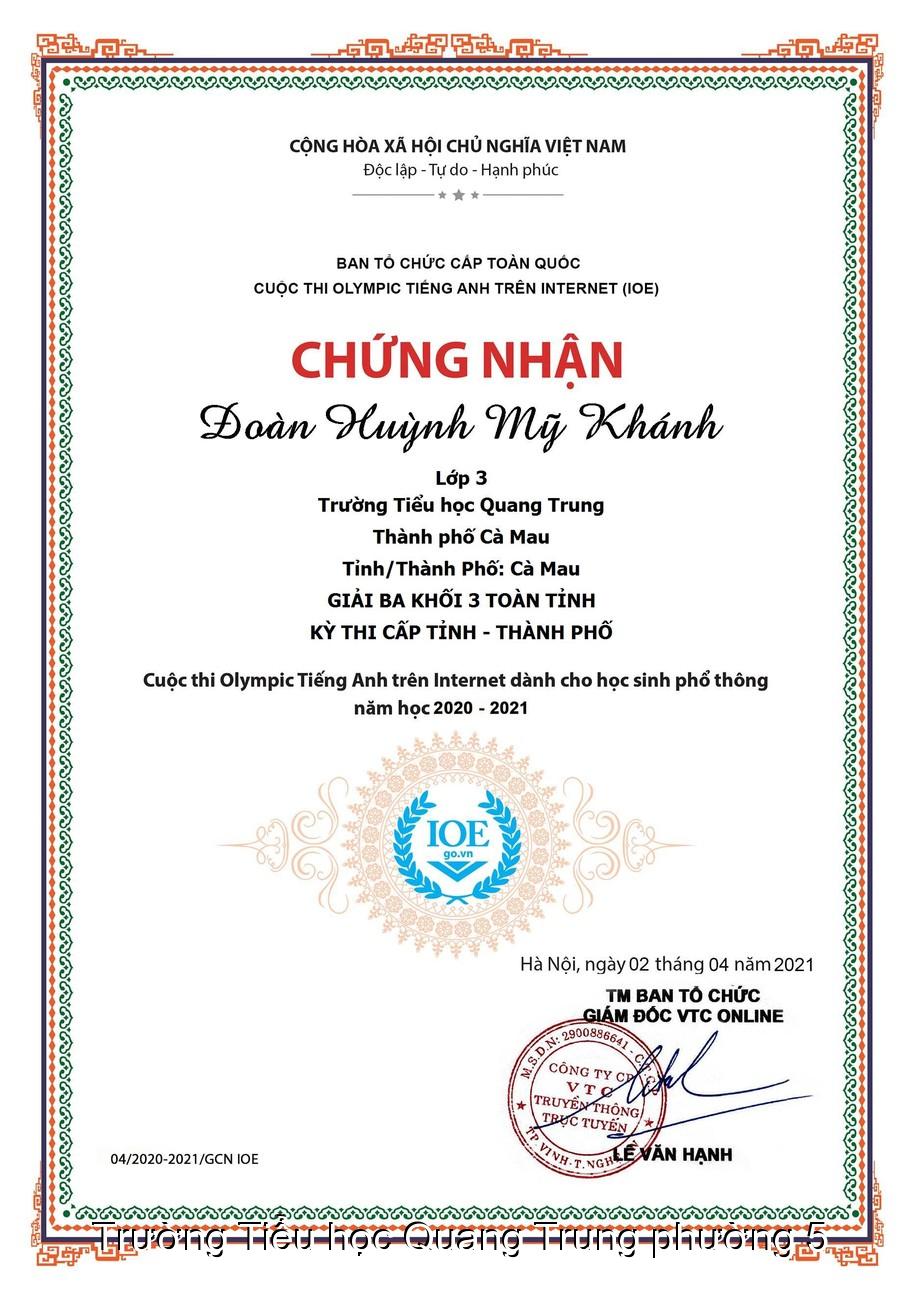 CỘNG HÒA XÃ HỘI CHỦ NGHĨA VIỆT NAM
Độc lập - Tự do - Hạnh phúc
BAN TỔ CHỨC CẤP TOÀN QUỐC
CUỘC THI OLYMPIC TIẾNG ANH TRÊN INTERNET (IOE)
CHỨNG NHẬN
Đoàn Huỳnh Mỹ Khánh
Lớp 3
Trường Tiểu học Quang Trung
Thành phố Cà Mau
Tỉnh/Thành Phố: Cà Mau
GIẢI BA KHỐI 3 TOÀN TỈNH
KỲ THI CẤP TỈNH - THÀNH PHỐ
Cuộc thi Olympic Tiếng Anh trên Internet dành cho học sinh phổ thông
năm học 2020 - 2021
IOE
go.vn
Hà Nội, ngày 02 tháng 04 năm 2021
TM BAN TỔ CHỨC
GIÁM ĐỐC VTC ONLINE
M.S.D.N: 2900886641 - C.T.C.P
CÔNG TY CP
VTC
TRUYỀN THÔNG
TRỰC TUYẾN
TP.VINH-T.NGHỆ AN
LÊ VĂN HẠNH
04/2020-2021/GCN IOE
Trường Tiểu học Quang Trung phường 5